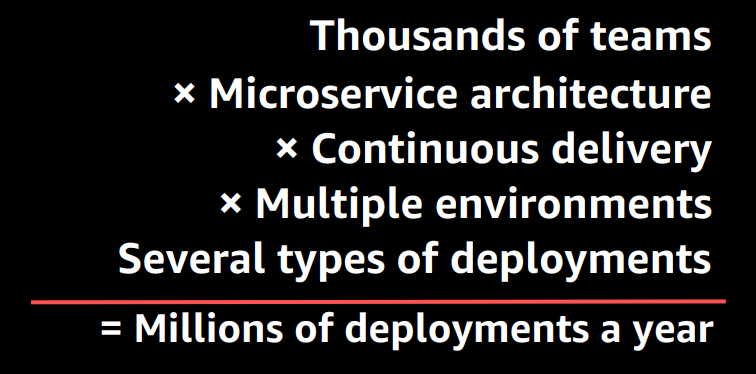 Thousands of teams
× Microservice architecture
× Continuous delivery
× Multiple environments
Several types of deployments
= Millions of deployments a year